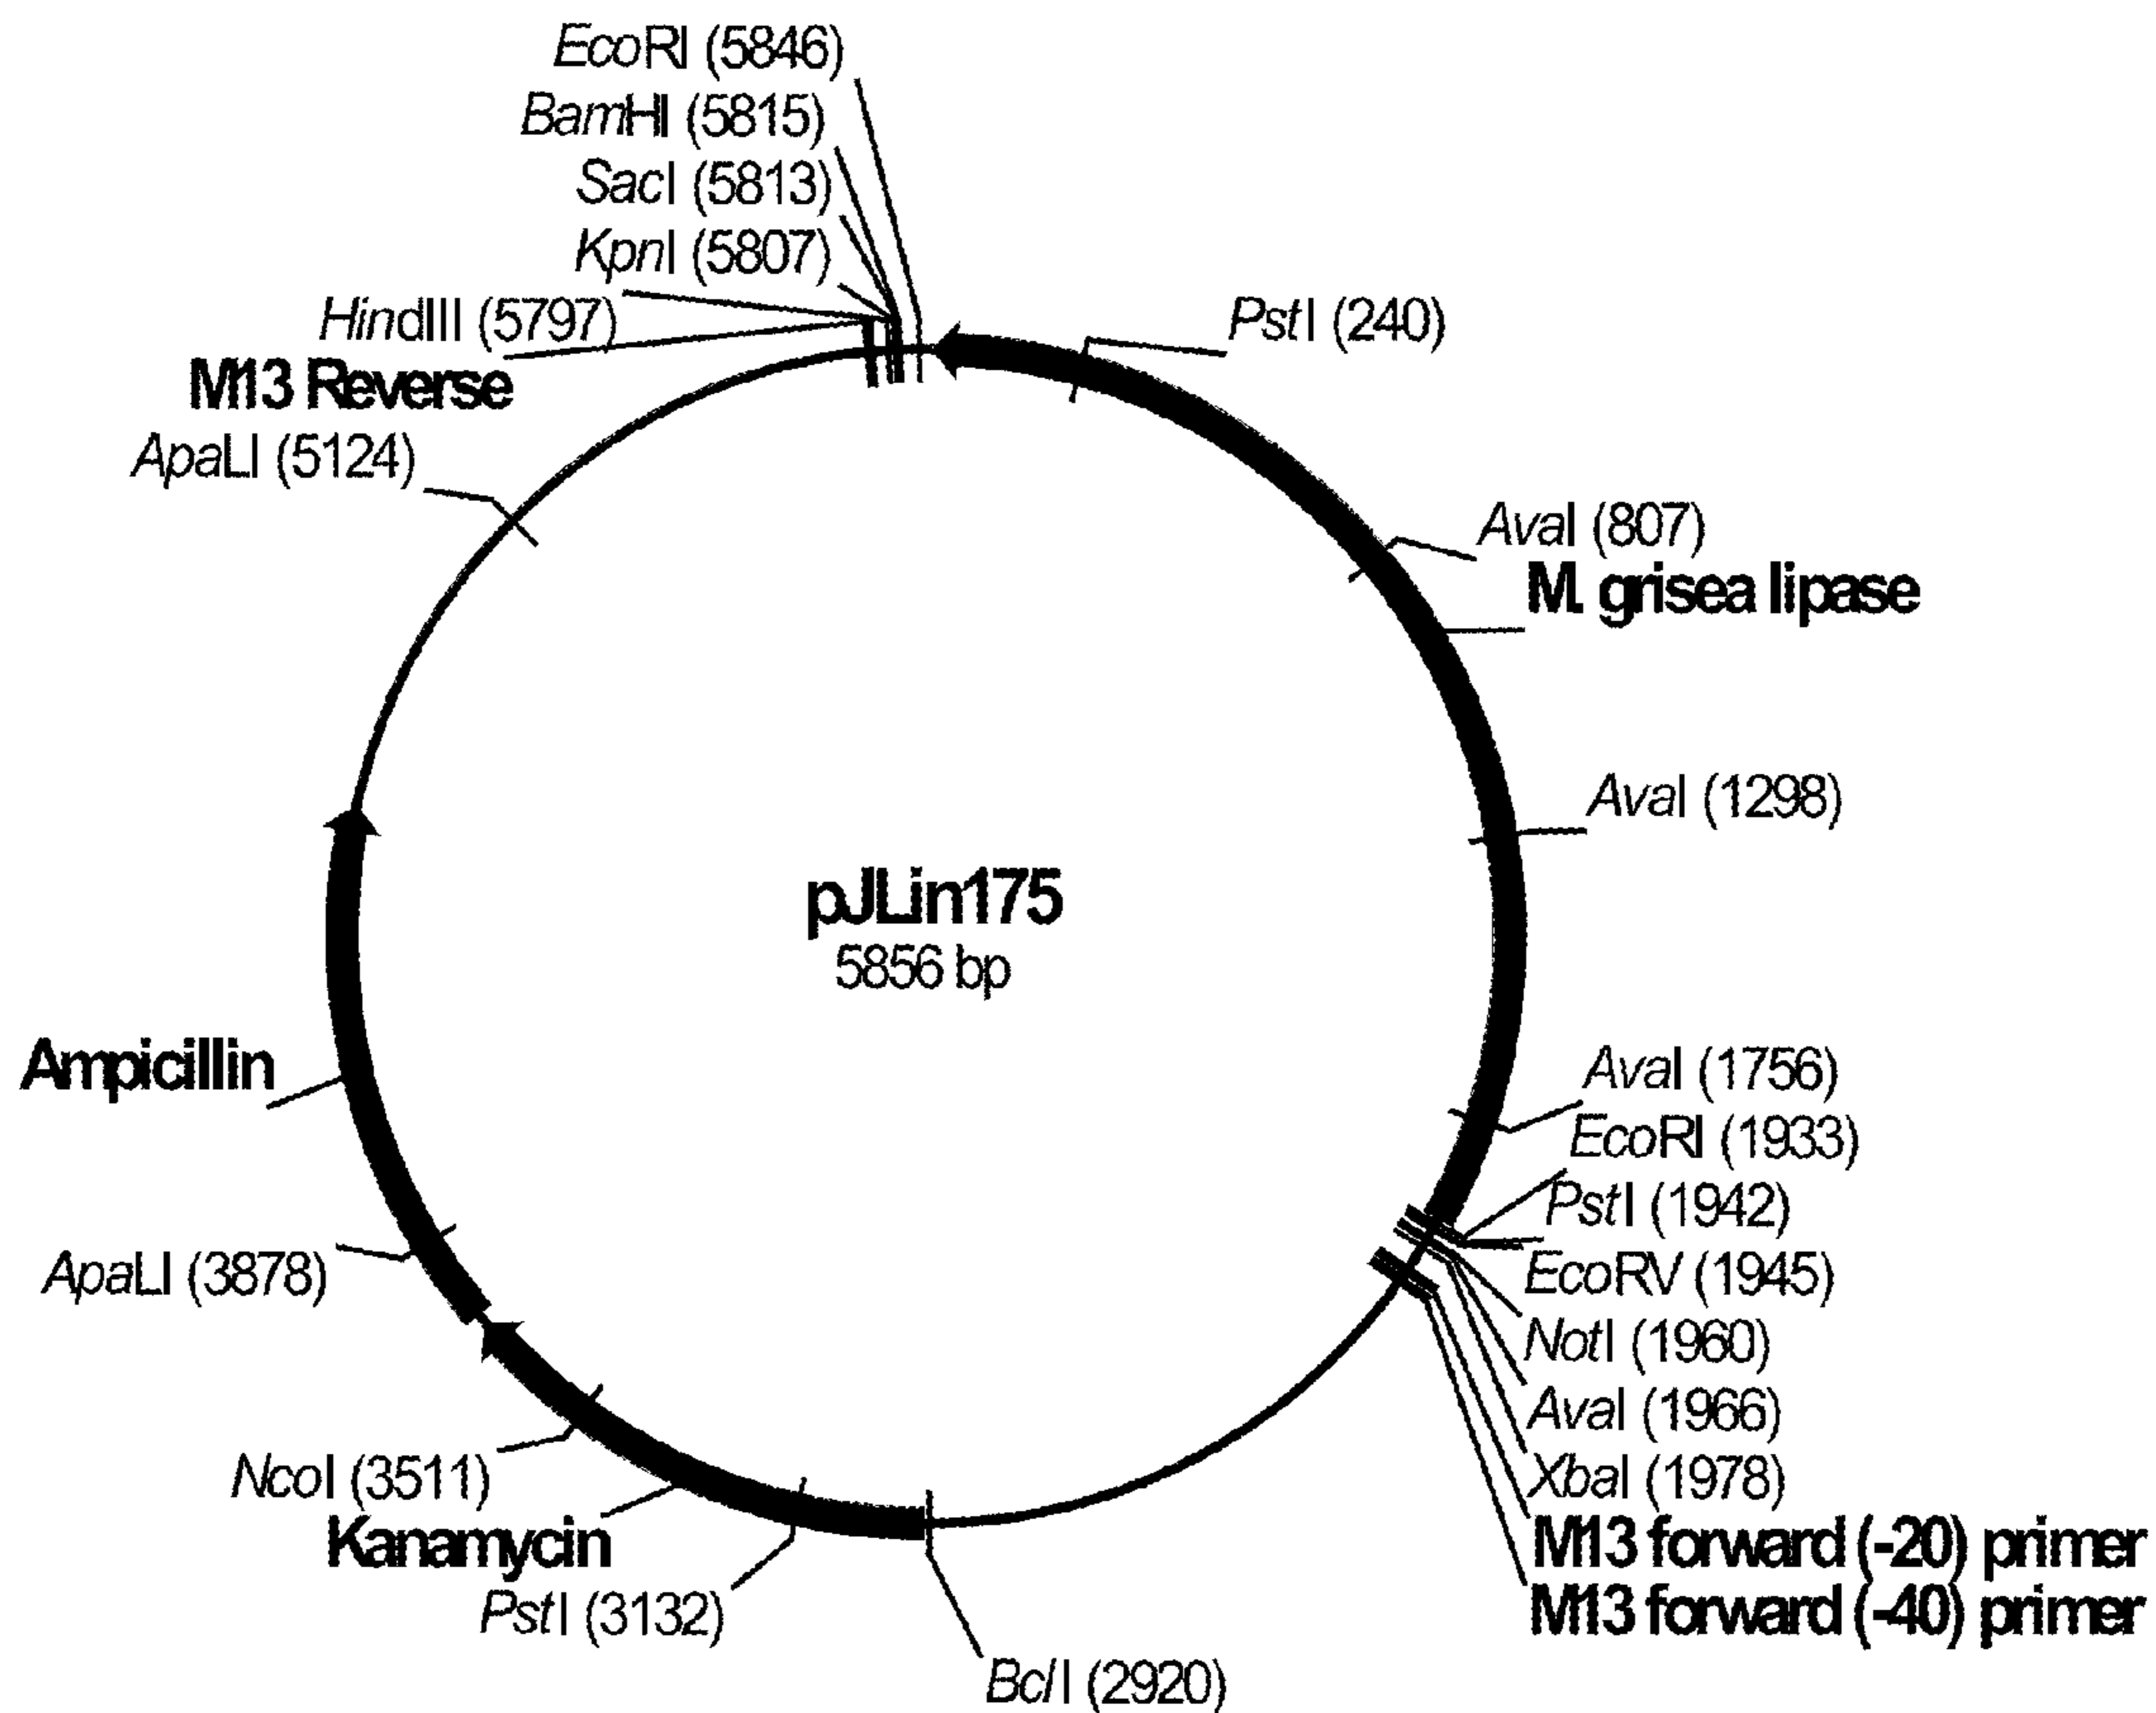 EcoRI (5846)
BamHI (5815)
SacI (5813)
KpnI (5807)
HindIII (5797)
M13 Reverse
ApaLI (5124)
PstI (240)
AvaI (807)
M. grisea lipase
AvaI (1298)
pJLin175
5856 bp
AvaI (1756)
EcoRI (1933)
PstI (1942)
EcoRV (1945)
NotI (1960)
AvaI (1966)
XbaI (1978)
M13 forward (-20) primer
M13 forward (-40) primer
Ampicillin
ApaLI (3878)
NcoI (3511)
Kanamycin
PstI (3132)
BclI (2920)